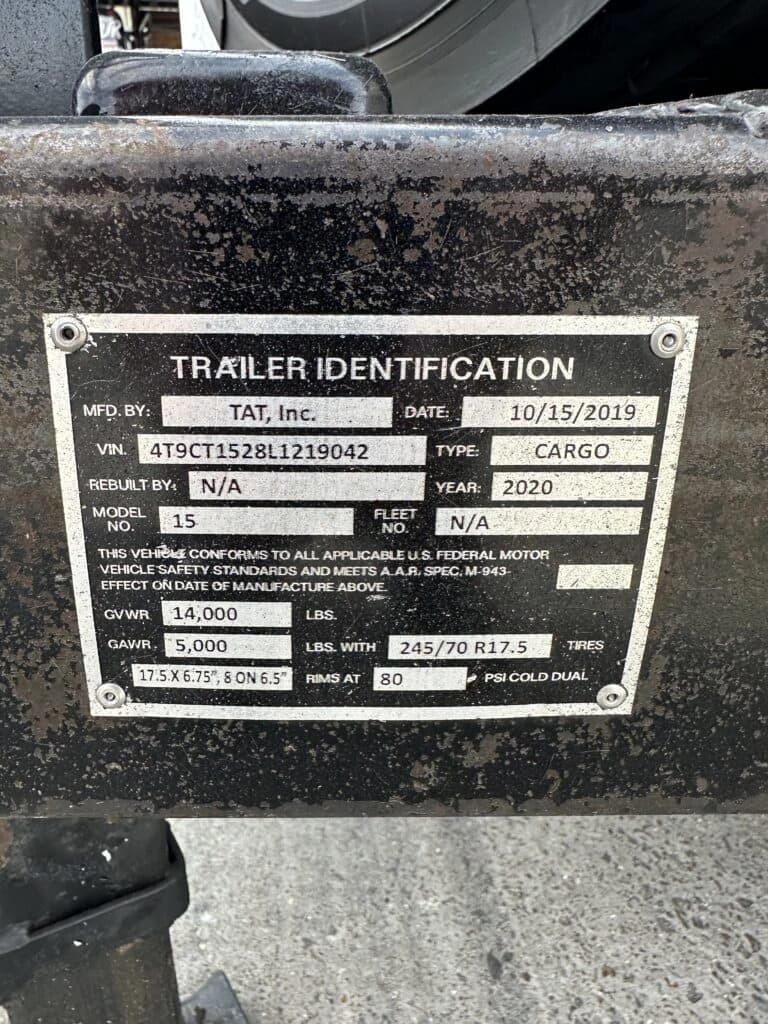 TRAILER IDENTIFICATION
MFD. BY: TAT, Inc. DATE: 10/15/2019
VIN. 4T9CT1528L1219042 TYPE: CARGO
REBUILT BY: N/A YEAR: 2020
MODEL NO. 15 FLEET NO. N/A
THIS VEHICLE CONFORMS TO ALL APPLICABLE U.S. FEDERAL MOTOR
VEHICLE SAFETY STANDARDS AND MEETS A.A.R. SPEC. M-943-
EFFECT ON DATE OF MANUFACTURE ABOVE.
GVWR 14,000 LBS.
GAWR 5,000 LBS. WITH 245/70 R17.5 TIRES
17.5 X 6.75", 8 ON 6.5" RIMS AT 80 PSI COLD DUAL